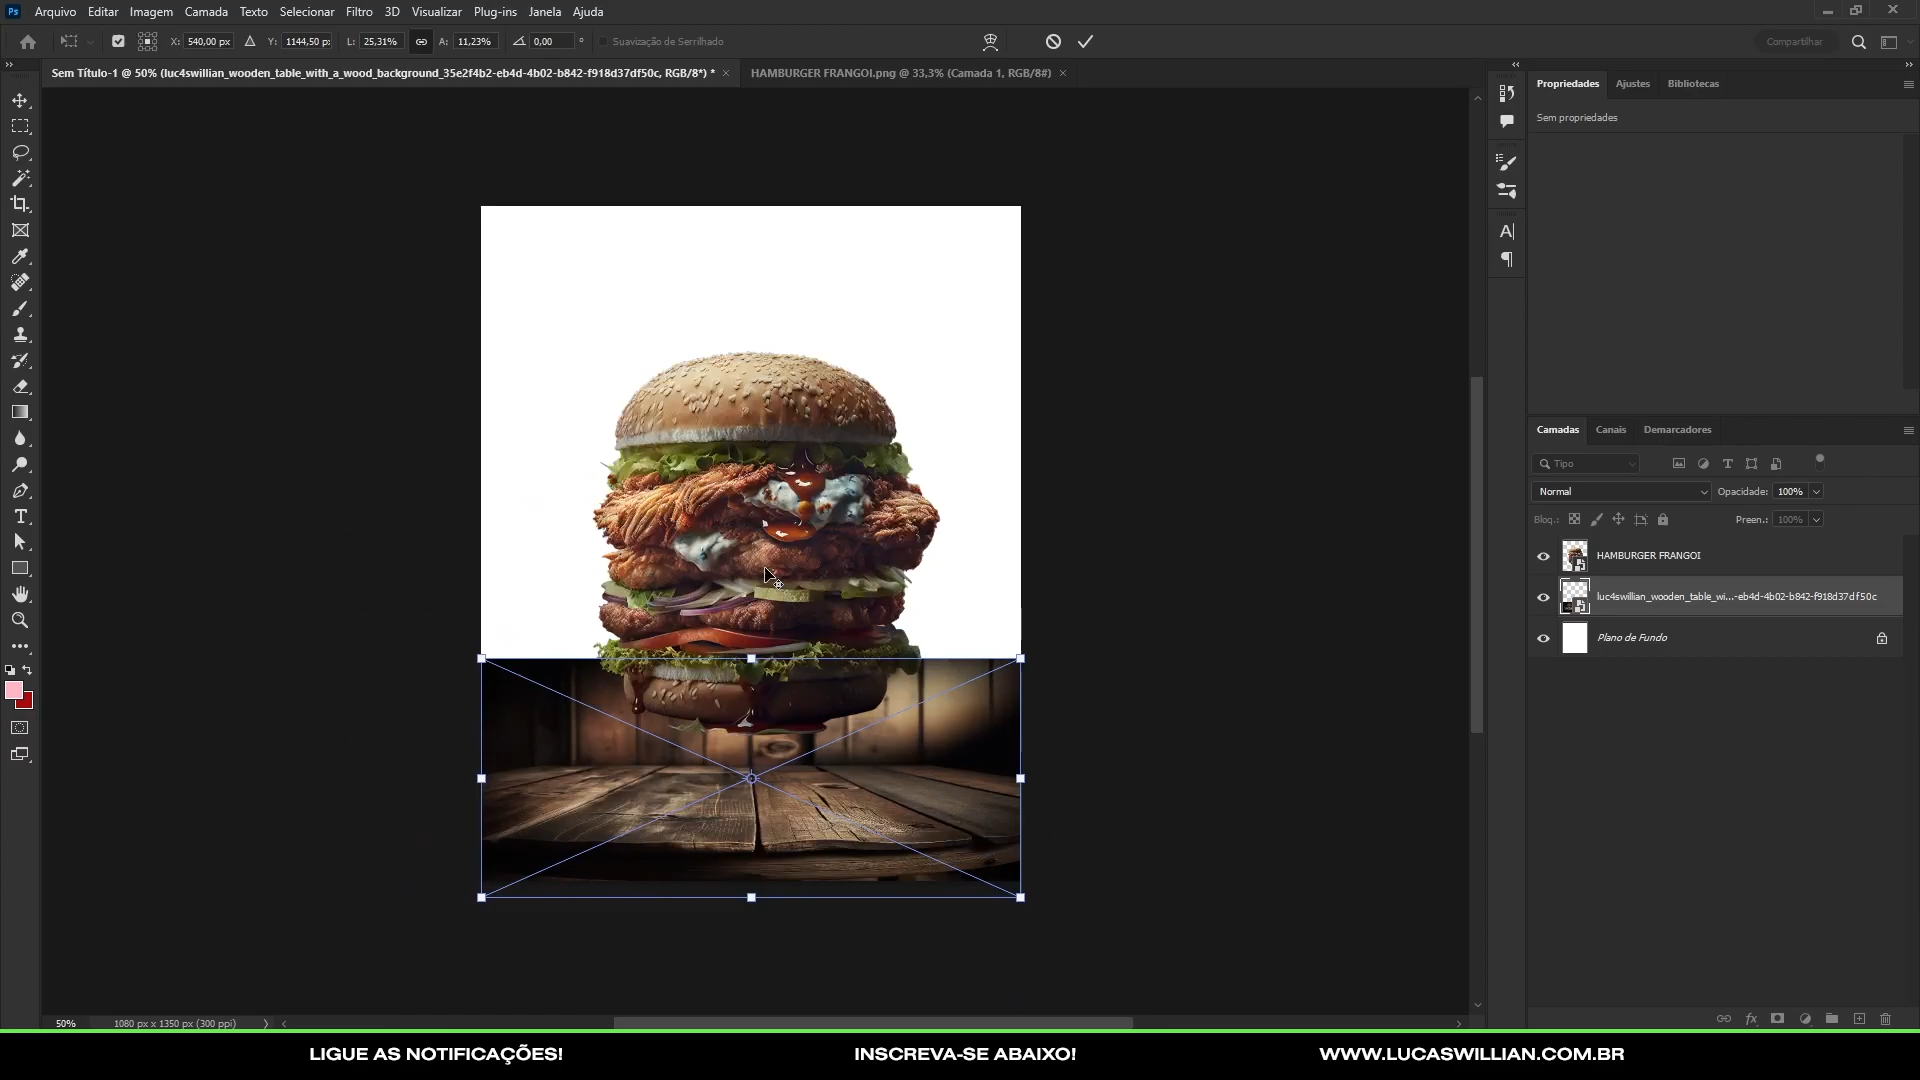 Ps Arquivo Editar Imagem Camada Texto Selecionar Filtro 3D Visualizar Plug-ins Janela Ajuda
X: 540,00 px Y: 1144,50 p: L: 25,31% A: 11,23% 0,00 ° Suavização de Serrilhado Compartilhar
Sem Título-1 @ 50% (luc4swillian_wooden_table_with_a_wood_background_35e2f4b2-eb4d-4b02-b842-f918d37df50c, RGB/8*) * × HAMBURGER FRANGOI.png @ 33,3% (Camada 1, RGB/8#) ×
Propriedades Ajustes Bibliotecas
Sem propriedades
Camadas Canais Demarcadores
Tipo
Normal Opacidade: 100%
Bloq.: Preen.: 100%
HAMBURGER FRANGOI
luc4swillian_wooden_table_wi...-eb4d-4b02-b842-f918d37df50c
Plano de Fundo
50% 1080 px x 1350 px (300 ppi)
LIGUE AS NOTIFICAÇÕES! INSCREVA-SE ABAIXO! WWW.LUCASWILLIAN.COM.BR